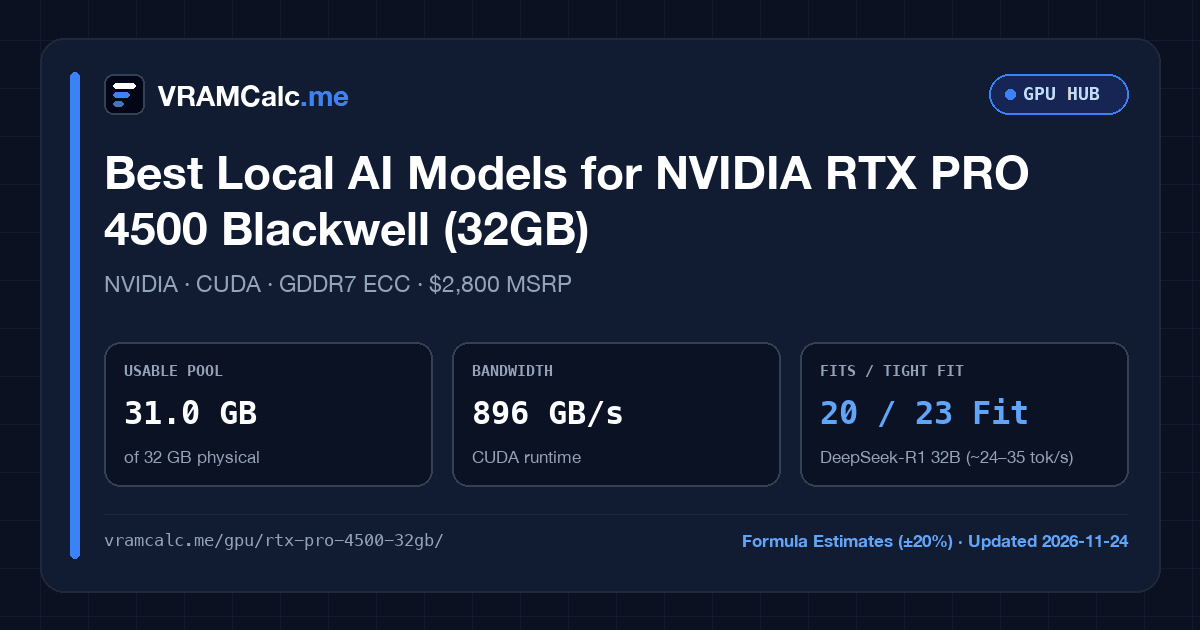 VRAMCalc.me
GPU HUB
Best Local AI Models for NVIDIA RTX PRO
4500 Blackwell (32GB)
NVIDIA · CUDA · GDDR7 ECC · $2,800 MSRP
USABLE POOL
31.0 GB
of 32 GB physical
BANDWIDTH
896 GB/s
CUDA runtime
FITS / TIGHT FIT
20 / 23 Fit
DeepSeek-R1 32B (~24–35 tok/s)
vramcalc.me/gpu/rtx-pro-4500-32gb/
Formula Estimates (±20%) · Updated 2026-11-24